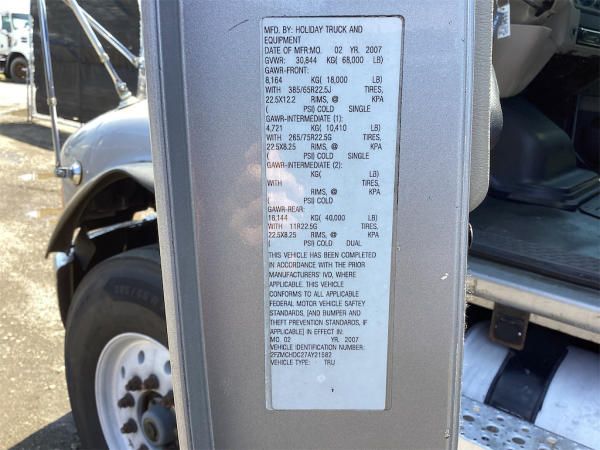 MFD. BY: HOLIDAY TRUCK AND
EQUIPMENT
DATE OF MFR:MO. 02 YR. 2007
GVWR: 30,844 KG( 68,000 LB)
GAWR-FRONT:
8,164 KG( 18,000 LB)
WITH 385/65R22.5J TIRES,
22.5X12.2 RIMS, @ KPA
( PSI) COLD SINGLE
GAWR-INTERMEDIATE (1):
4,721 KG( 10,410 LB)
WITH 265/75R22.5G TIRES,
22.5X8.25 RIMS, @ KPA
( PSI) COLD SINGLE
GAWR-INTERMEDIATE (2):
KG( LB)
WITH TIRES,
RIMS, @ KPA
( PSI) COLD
GAWR-REAR:
18,144 KG( 40,000 LB)
WITH 11R22.5G TIRES,
22.5X8.25 RIMS, @ KPA
( PSI) COLD DUAL
THIS VEHICLE HAS BEEN COMPLETED
IN ACCORDANCE WITH THE PRIOR
MANUFACTURERS' IVD, WHERE
APPLICABLE. THIS VEHICLE
CONFORMS TO ALL APPLICABLE
FEDERAL MOTOR VEHICLE SAFTEY
STANDARDS, [AND BUMPER AND
THEFT PREVENTION STANDARDS, IF
APPLICABLE] IN EFFECT IN:
MO. 02 YR. 2007
VEHICLE IDENTIFICATION NUMBER:
2FZMCHDC27AY21582
VEHICLE TYPE: TRU